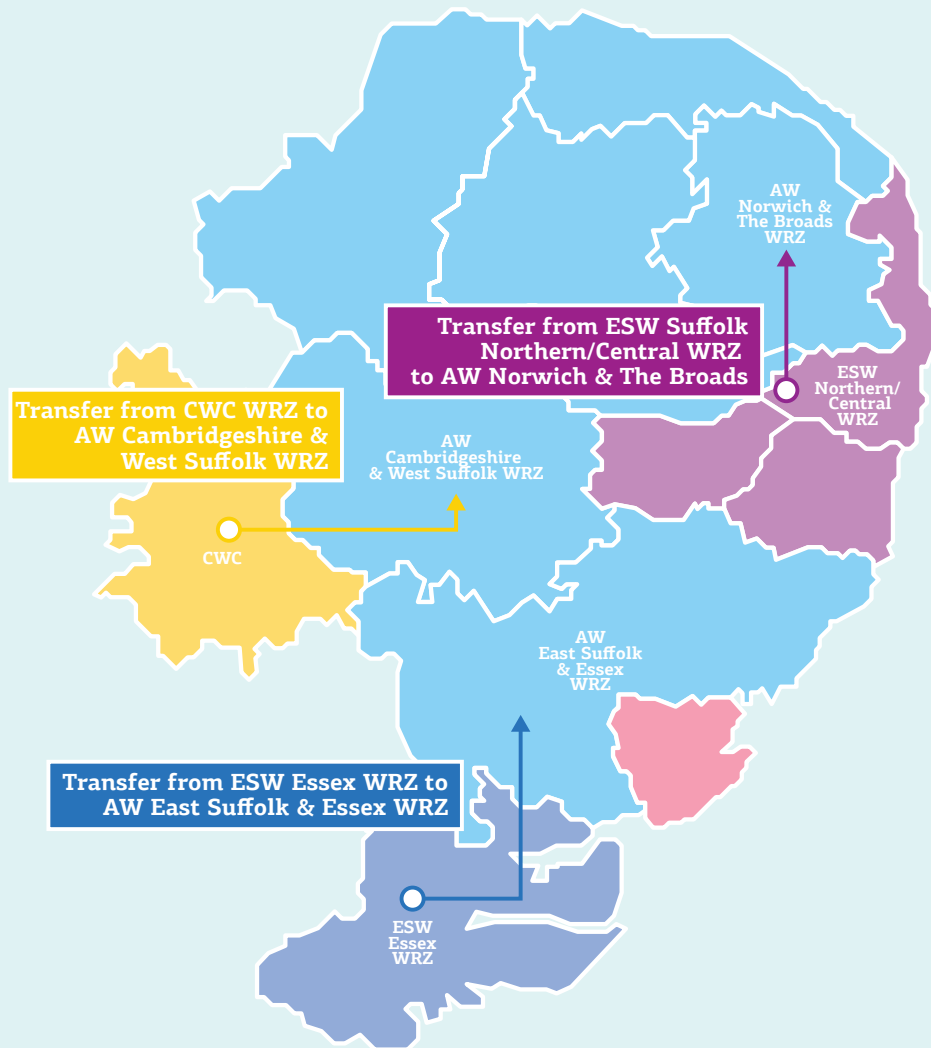 AW
Norwich &
The Broads
WRZ
Transfer from ESW Suffolk
Northern/Central WRZ
to AW Norwich & The Broads
ESW
Northern/
Central
WRZ
Transfer from CWC WRZ to
AW Cambridgeshire &
West Suffolk WRZ
AW
Cambridgeshire
& West Suffolk WRZ
CWC
AW
East Suffolk
& Essex
WRZ
Transfer from ESW Essex WRZ to
AW East Suffolk & Essex WRZ
ESW
Essex
WRZ